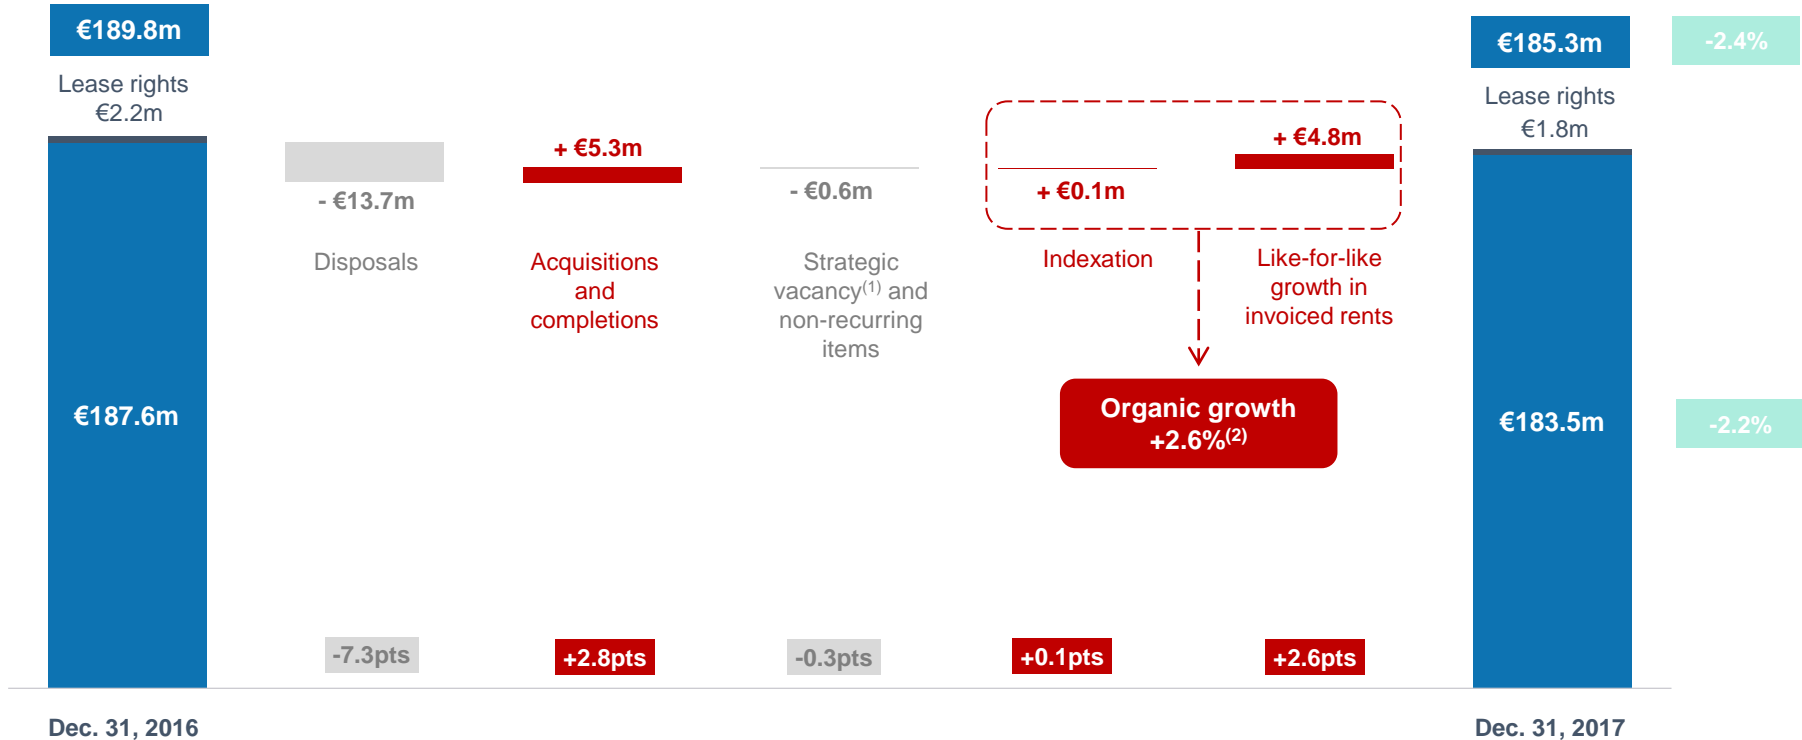 €189.8m
Lease rights
€2.2m
€187.6m
- €13.7m
Disposals
+ €5.3m
Acquisitions
and
completions
- €0.6m
Strategic
vacancy(1) and
non-recurring
items
+ €0.1m
Indexation
+ €4.8m
Like-for-like
growth in
invoiced rents
Organic growth
+2.6%(2)
€185.3m
Lease rights
€1.8m
€183.5m
-2.4%
-2.2%
-7.3pts
+2.8pts
-0.3pts
+0.1pts
+2.6pts
Dec. 31, 2016
Dec. 31, 2017